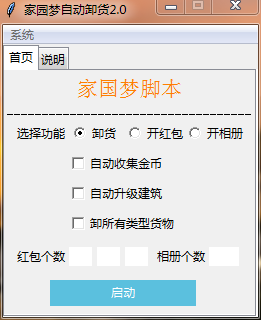 家园梦自动卸货2.0
系统
首页 说明
家国梦脚本
选择功能 卸货 开红包 开相册
自动收集金币
自动升级建筑
卸所有类型货物
红包个数 相册个数
启动